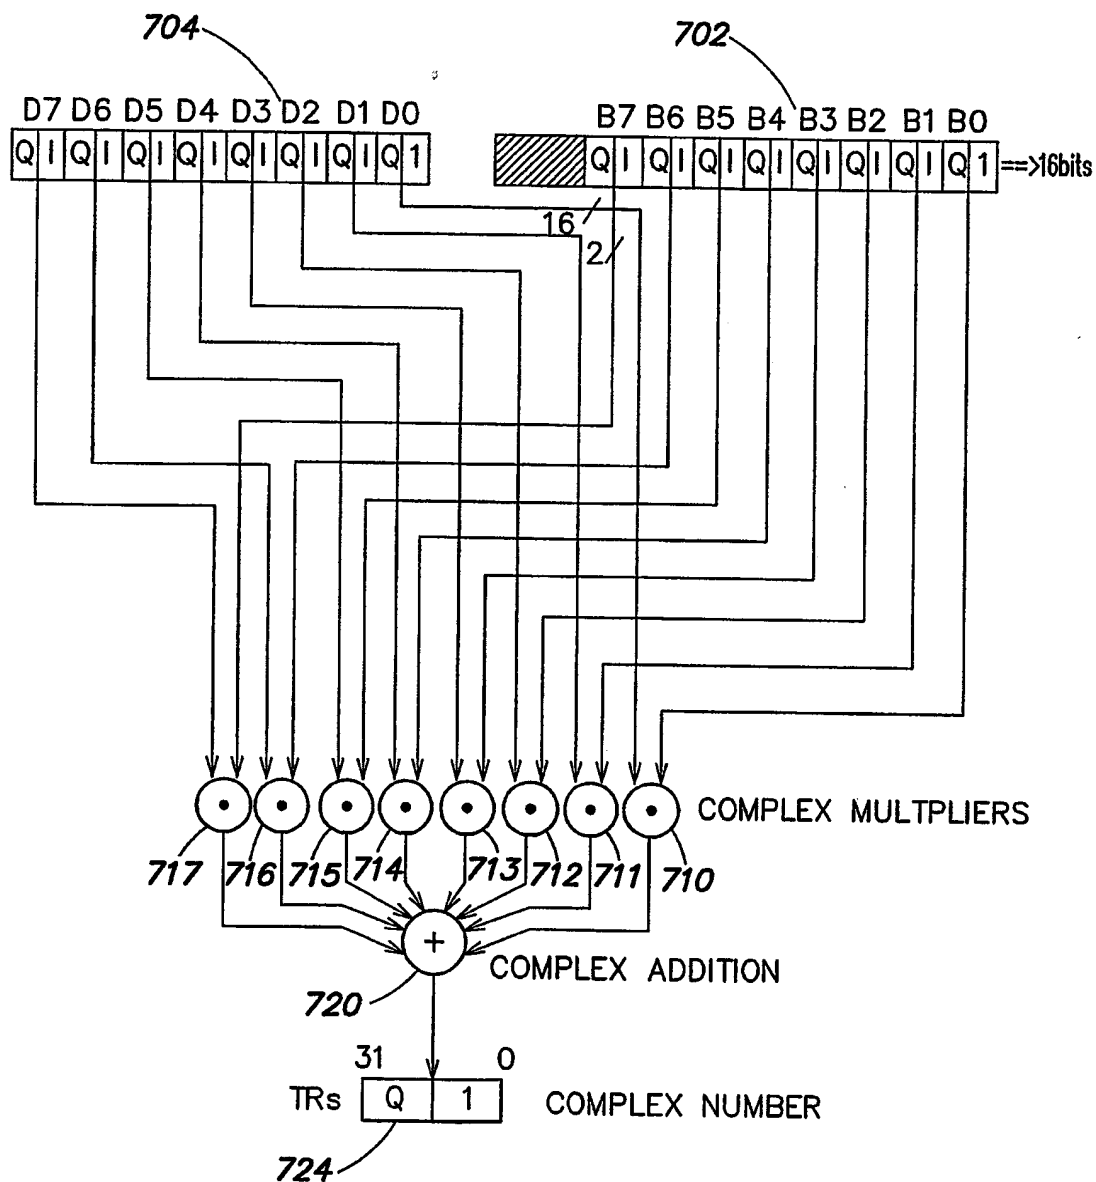 704
702
D7 D6 D5 D4 D3 D2 D1 D0
B7 B6 B5 B4 B3 B2 B1 B0
Q I Q I Q I Q I Q I Q I Q I Q 1
Q I Q I Q I Q I Q I Q I Q I Q 1 ==>16bits
16
2
COMPLEX MULTPLIERS
717 716 715 714 713 712 711 710
+
COMPLEX ADDITION
720
31 0
TRs Q 1 COMPLEX NUMBER
724